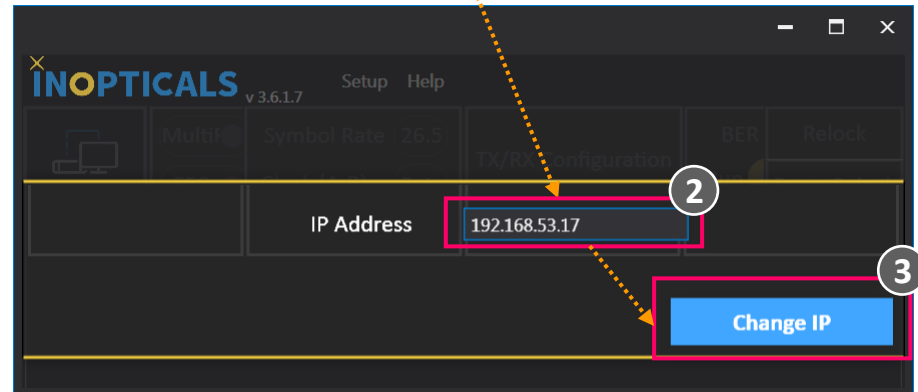 INOPTICALS v 3.6.1.7 Setup Help
Symbol Rate 26.5 BER Relock
TX/RX Configuration
2
IP Address 192.168.53.17
3
Change IP